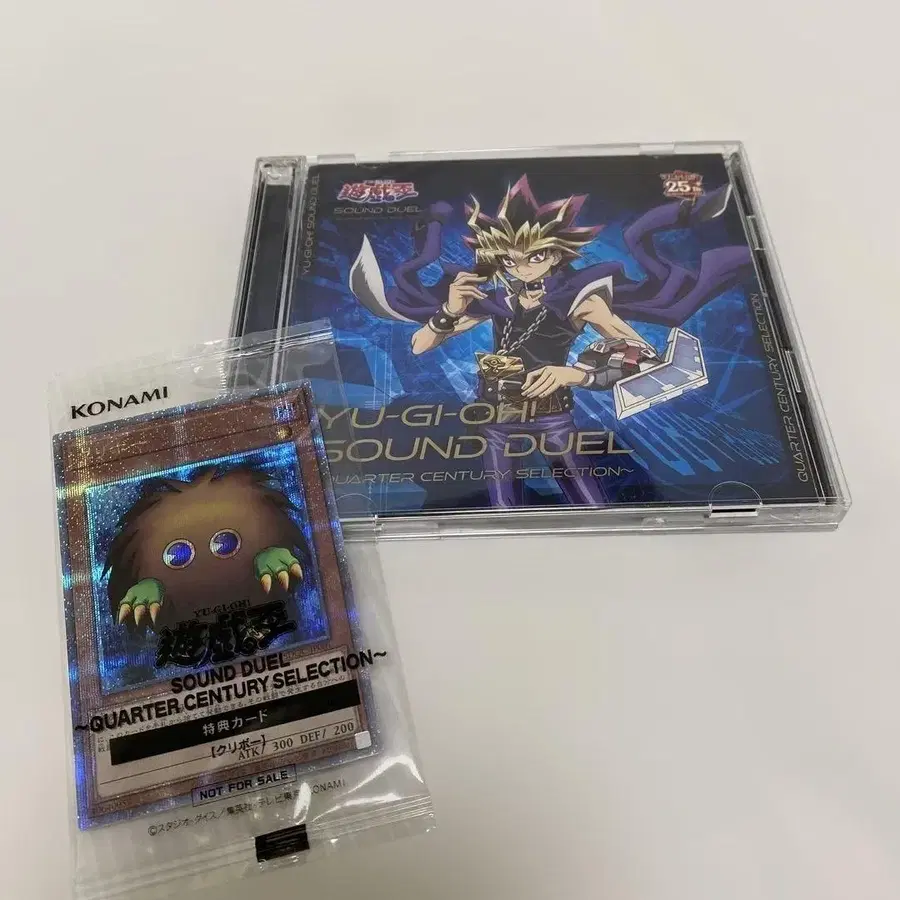 遊戯王
SOUND DUEL
25th
YU-GI-OH! SOUND DUEL
YU-GI-OH!
SOUND DUEL
QUARTER CENTURY SELECTION~
QUARTER CENTURY SELECTION
KONAMI
YU-GI-OH!
遊戯王
SOUND DUEL
~QUARTER CENTURY SELECTION~
特典カード
【クリボー】
ATK/ 300 DEF/ 200
NOT FOR SALE
©スタジオ・ダイス/集英社・テレビ東京・KONAMI